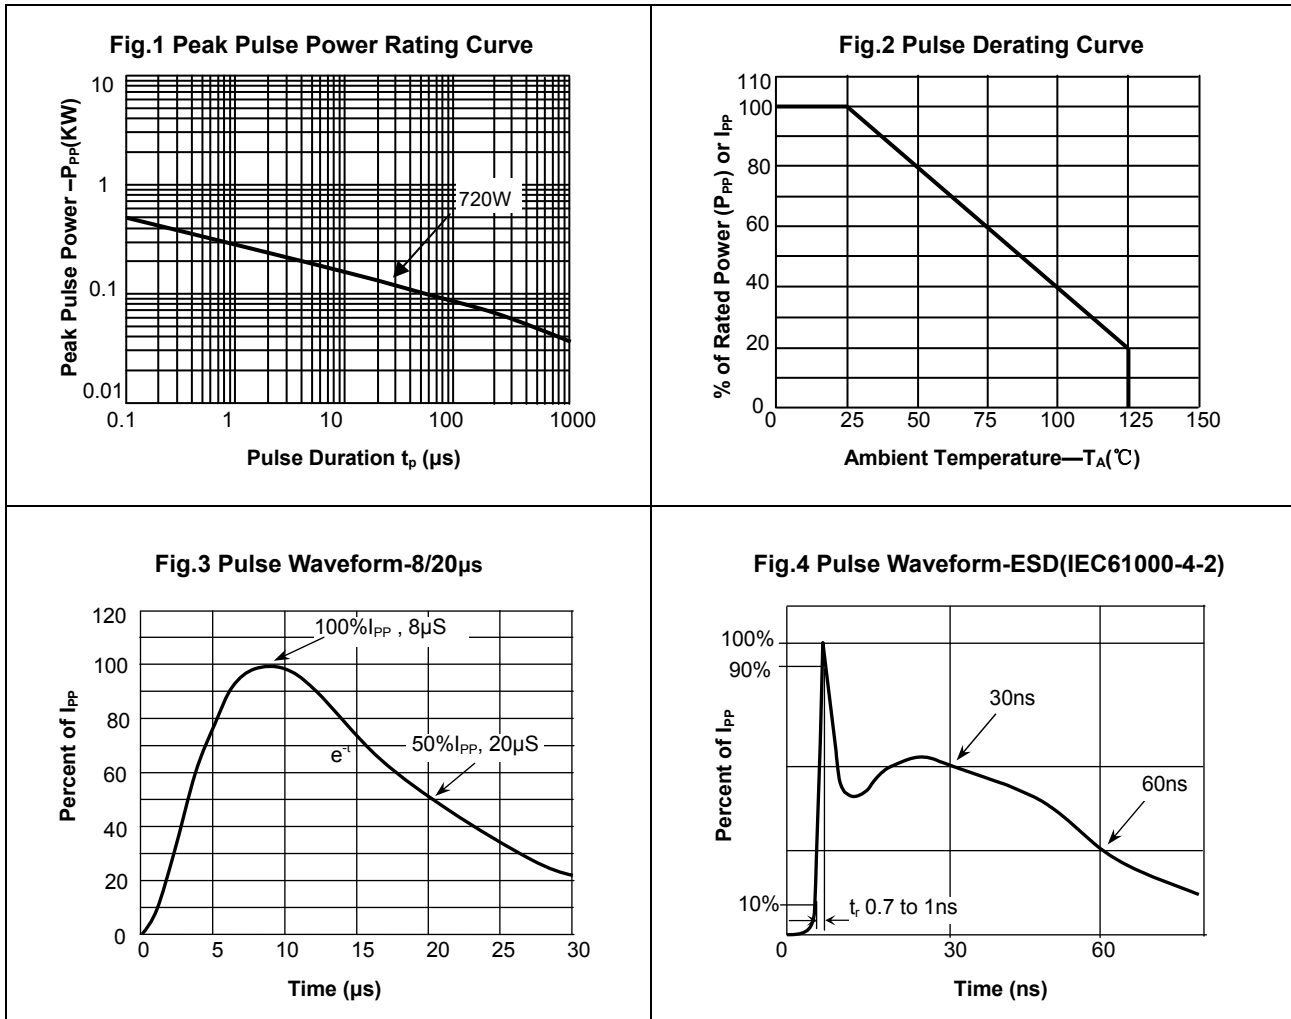 Fig.1 Peak Pulse Power Rating Curve
Peak Pulse Power –PPP(KW)
10
1
0.1
0.01
720W
0.1 1 10 100 1000
Pulse Duration tp (µs)
Fig.2 Pulse Derating Curve
% of Rated Power (PPP) or IPP
110
100
80
60
40
20
0
0 25 50 75 100 125 150
Ambient Temperature—TA(℃)
Fig.3 Pulse Waveform-8/20µs
Percent of IPP
120
100
80
60
40
20
0
100%IPP , 8µS
e-t
50%IPP, 20µS
0 5 10 15 20 25 30
Time (µs)
Fig.4 Pulse Waveform-ESD(IEC61000-4-2)
Percent of IPP
100%
90%
10%
30ns
60ns
tr 0.7 to 1ns
0 30 60
Time (ns)